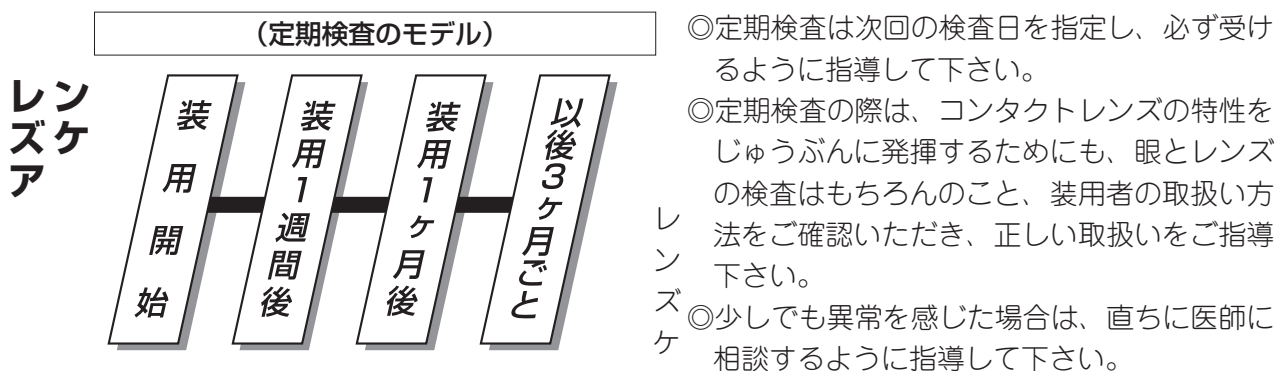 （定期検査のモデル）
レン
ズケ
ア
装用開始
装用1週間後
装用1ヶ月後
以後3ヶ月ごと
レンズケ
◎定期検査は次回の検査日を指定し、必ず受け
るように指導して下さい。
◎定期検査の際は、コンタクトレンズの特性を
じゅうぶんに発揮するためにも、眼とレンズ
の検査はもちろんのこと、装用者の取扱い方
法をご確認いただき、正しい取扱いをご指導
下さい。
◎少しでも異常を感じた場合は、直ちに医師に
相談するように指導して下さい。